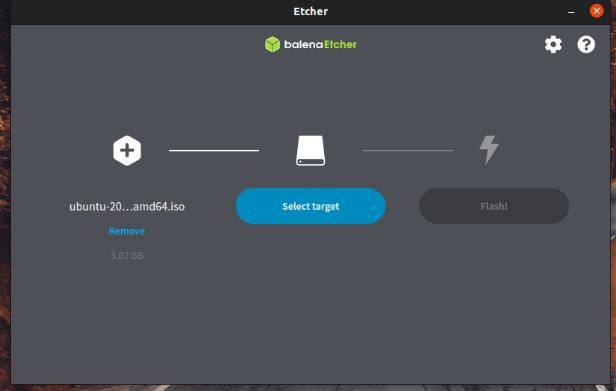 Etcher
balenaEtcher
ubuntu-20...amd64.iso
Select target
Flash!
Remove
3.07 GB